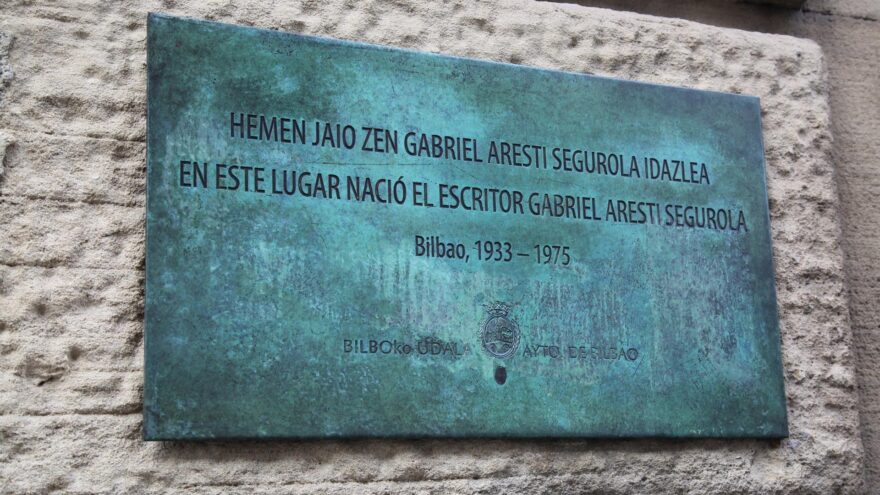 HEMEN JAIO ZEN GABRIEL ARESTI SEGUROLA IDAZLEA
EN ESTE LUGAR NACIÓ EL ESCRITOR GABRIEL ARESTI SEGUROLA
Bilbao, 1933 – 1975
BILBOKO UDALA AYTO. DE BILBAO